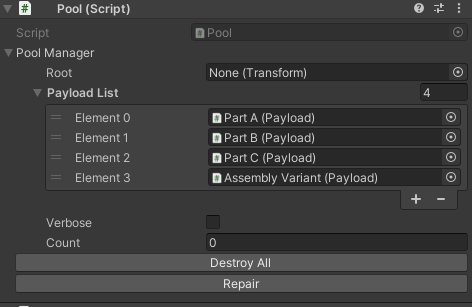 Pool (Script)
Script Pool
Pool Manager
Root None (Transform)
Payload List 4
Element 0 Part A (Payload)
Element 1 Part B (Payload)
Element 2 Part C (Payload)
Element 3 Assembly Variant (Payload)
+ −
Verbose
Count 0
Destroy All
Repair